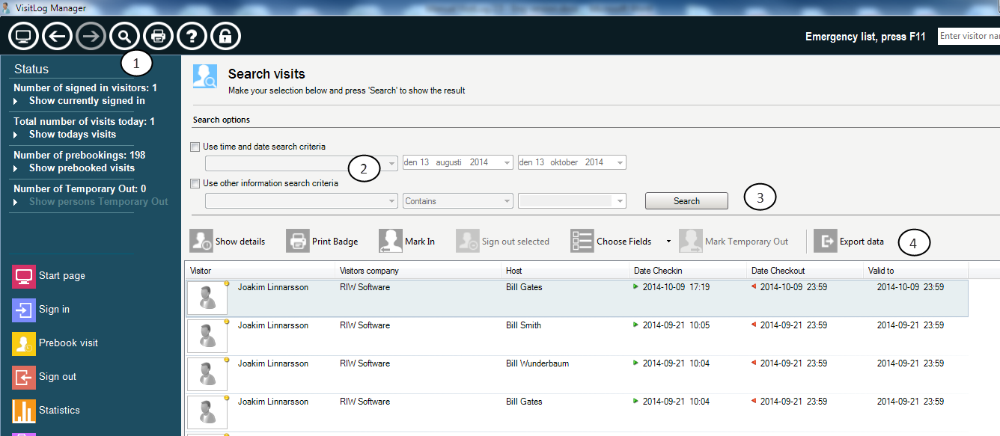 VisitLog Manager
Emergency list, press F11
Enter visitor
1
Status
Number of signed in visitors: 1
Show currently signed in
Total number of visits today: 1
Show todays visits
Number of prebookings: 198
Show prebooked visits
Number of Temporary Out: 0
Show persons Temporary Out
Start page
Sign in
Prebook visit
Sign out
Statistics
Search visits
Make your selection below and press 'Search' to show the result
Search options
Use time and date search criteria
2
den 13 augusti 2014
den 13 oktober 2014
Use other information search criteria
Contains
Search
3
Show details
Print Badge
Mark In
Sign out selected
Choose Fields
Mark Temporary Out
Export data
4
Visitor Visitors company Host Date Checkin Date Checkout Valid to
Joakim Linnarsson RIW Software Bill Gates 2014-10-09 17:19 2014-10-09 23:59 2014-10-09 23:59
Joakim Linnarsson RIW Software Bill Smith 2014-09-21 10:05 2014-09-21 23:59 2014-09-21 23:59
Joakim Linnarsson RIW Software Bill Wunderbaum 2014-09-21 10:04 2014-09-21 23:59 2014-09-21 23:59
Joakim Linnarsson RIW Software Bill Gates 2014-09-21 10:04 2014-09-21 23:59 2014-09-21 23:59